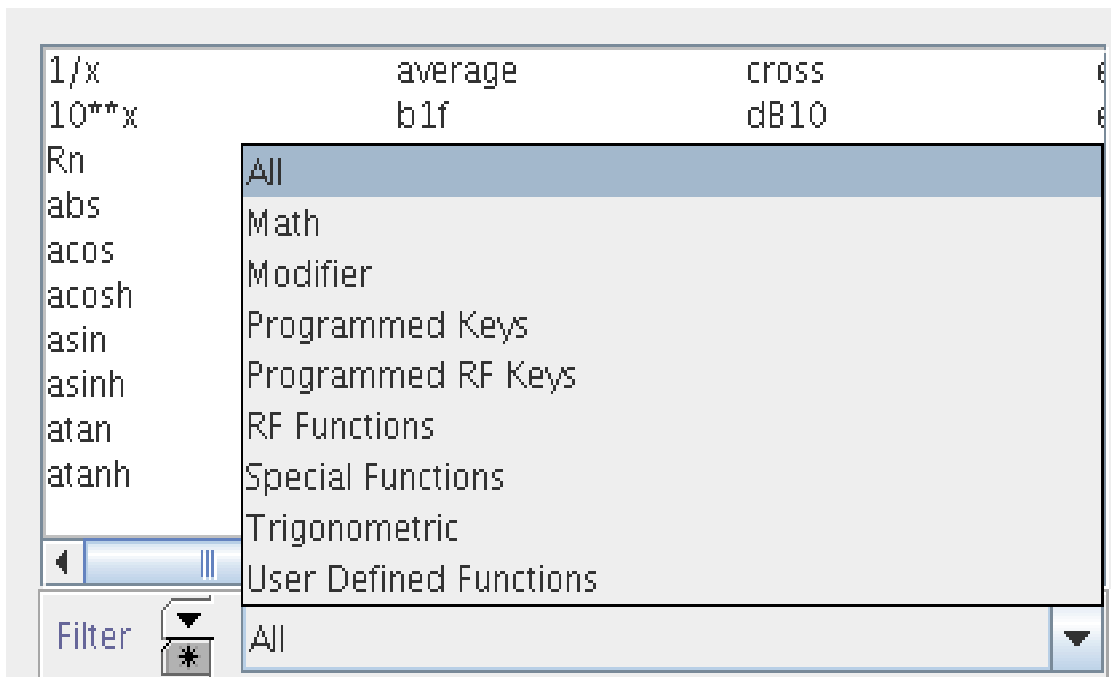 1/x average cross
10**x b1f dB10
Rn
abs
acos
acosh
asin
asinh
atan
atanh
All
Math
Modifier
Programmed Keys
Programmed RF Keys
RF Functions
Special Functions
Trigonometric
User Defined Functions
Filter All